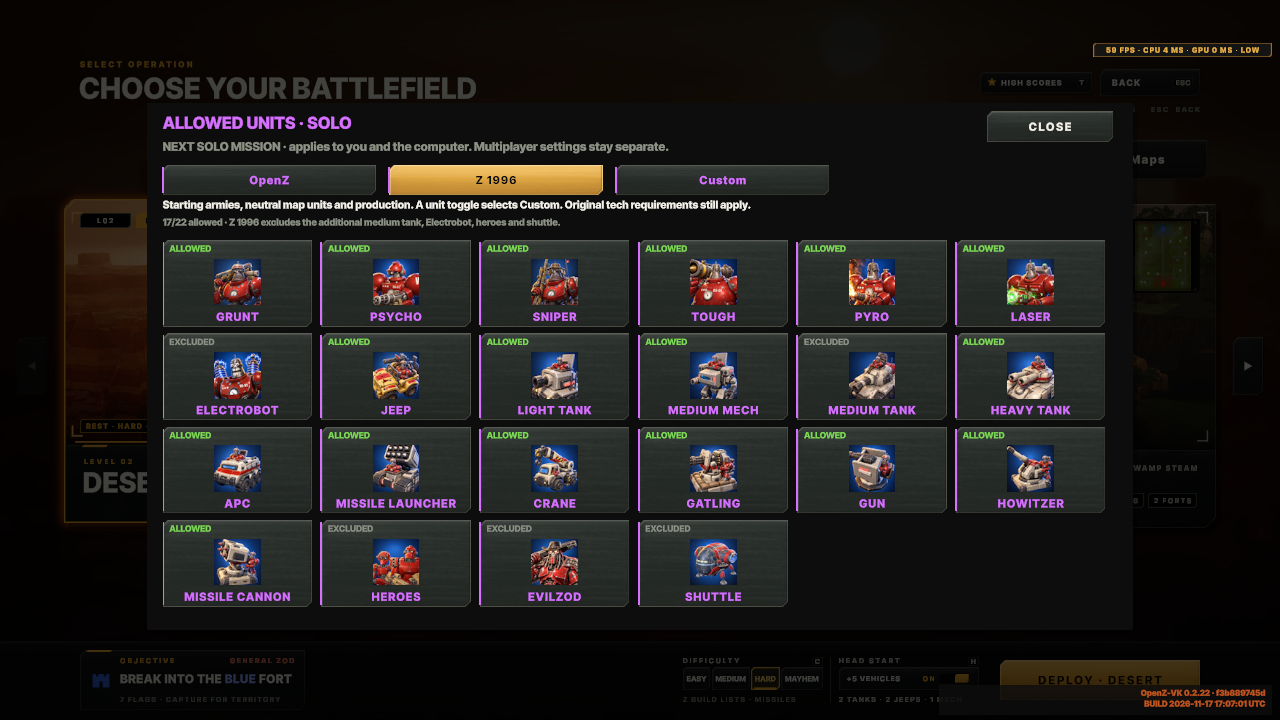 59 FPS · CPU 4 MS · GPU 0 MS · LOW
SELECT OPERATION
CHOOSE YOUR BATTLEFIELD
HIGH SCORES T
BACK ESC
ESC BACK
ALLOWED UNITS · SOLO
CLOSE
NEXT SOLO MISSION · applies to you and the computer. Multiplayer settings stay separate.
Maps
OpenZ
Z 1996
Custom
Starting armies, neutral map units and production. A unit toggle selects Custom. Original tech requirements still apply.
17/22 allowed · Z 1996 excludes the additional medium tank, Electrobot, heroes and shuttle.
L02
ALLOWED
GRUNT
ALLOWED
PSYCHO
ALLOWED
SNIPER
ALLOWED
TOUGH
ALLOWED
PYRO
ALLOWED
LASER
EXCLUDED
ELECTROBOT
ALLOWED
JEEP
ALLOWED
LIGHT TANK
ALLOWED
MEDIUM MECH
EXCLUDED
MEDIUM TANK
ALLOWED
HEAVY TANK
BEST · HARD
ALLOWED
APC
ALLOWED
MISSILE LAUNCHER
ALLOWED
CRANE
ALLOWED
GATLING
ALLOWED
GUN
ALLOWED
HOWITZER
LEVEL 02
DESE
WAMP STEAM
2 FORTS
ALLOWED
MISSILE CANNON
EXCLUDED
HEROES
EXCLUDED
EVILZOD
EXCLUDED
SHUTTLE
OBJECTIVE GENERAL ZOD
BREAK INTO THE BLUE FORT
7 FLAGS · CAPTURE FOR TERRITORY
DIFFICULTY C
EASY MEDIUM HARD MAYHEM
2 BUILD LISTS · MISSILES
HEAD START H
+5 VEHICLES ON
2 TANKS · 2 JEEPS · 1 MECH
DEPLOY · DESERT
OpenZ-VK 0.2.22 · f3b889745d
BUILD 2026-11-17 17:07:01 UTC